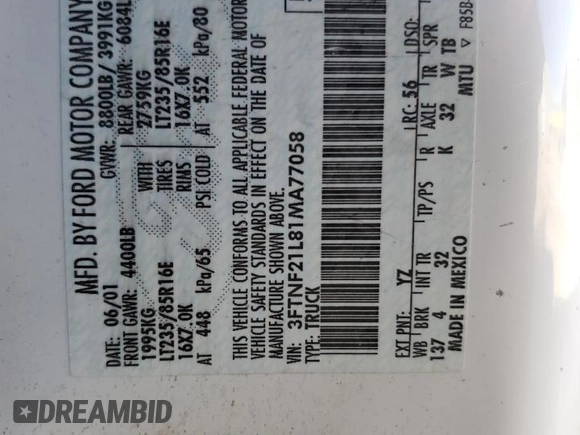 MFD. BY FORD MOTOR COMPANY
DATE: 06/01 GVWR: 8800LB / 3991KG
FRONT GAWR: 4400LB REAR GAWR: 6084L
1995KG WITH 2759KG
LT235/85R16E TIRES LT235/85R16E
16X7.0K RIMS 16X7.0K
AT 448 kPa/65 PSI COLD AT 552 kPa/80
THIS VEHICLE CONFORMS TO ALL APPLICABLE FEDERAL MOTOR
VEHICLE SAFETY STANDARDS IN EFFECT ON THE DATE OF
MANUFACTURE SHOWN ABOVE.
VIN: 3FTNF21L81MA77058
TYPE: TRUCK
EXT PNT: YZ RC: 56 DSO:
WB BRK INT TR TP/PS R AXLE TR SPR
137 4 32 K 32 W TB
MADE IN MEXICO MTU V F85B-
DREAMBID